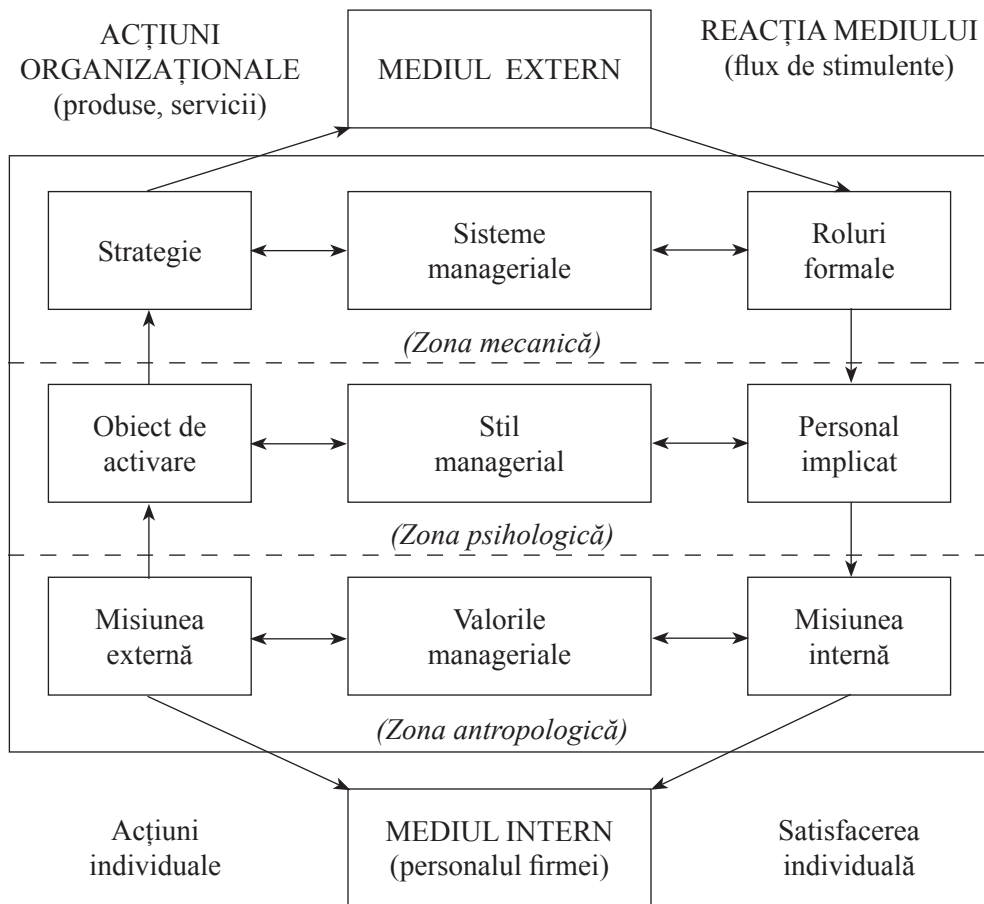 ACȚIUNI
ORGANIZAȚIONALE
(produse, servicii)
MEDIUL EXTERN
REACȚIA MEDIULUI
(flux de stimulente)
Strategie
Sisteme
manageriale
Roluri
formale
(Zona mecanică)
Obiect de
activare
Stil
managerial
Personal
implicat
(Zona psihologică)
Misiunea
externă
Valorile
manageriale
Misiunea
internă
(Zona antropologică)
Acțiuni
individuale
MEDIUL INTERN
(personalul firmei)
Satisfacerea
individuală